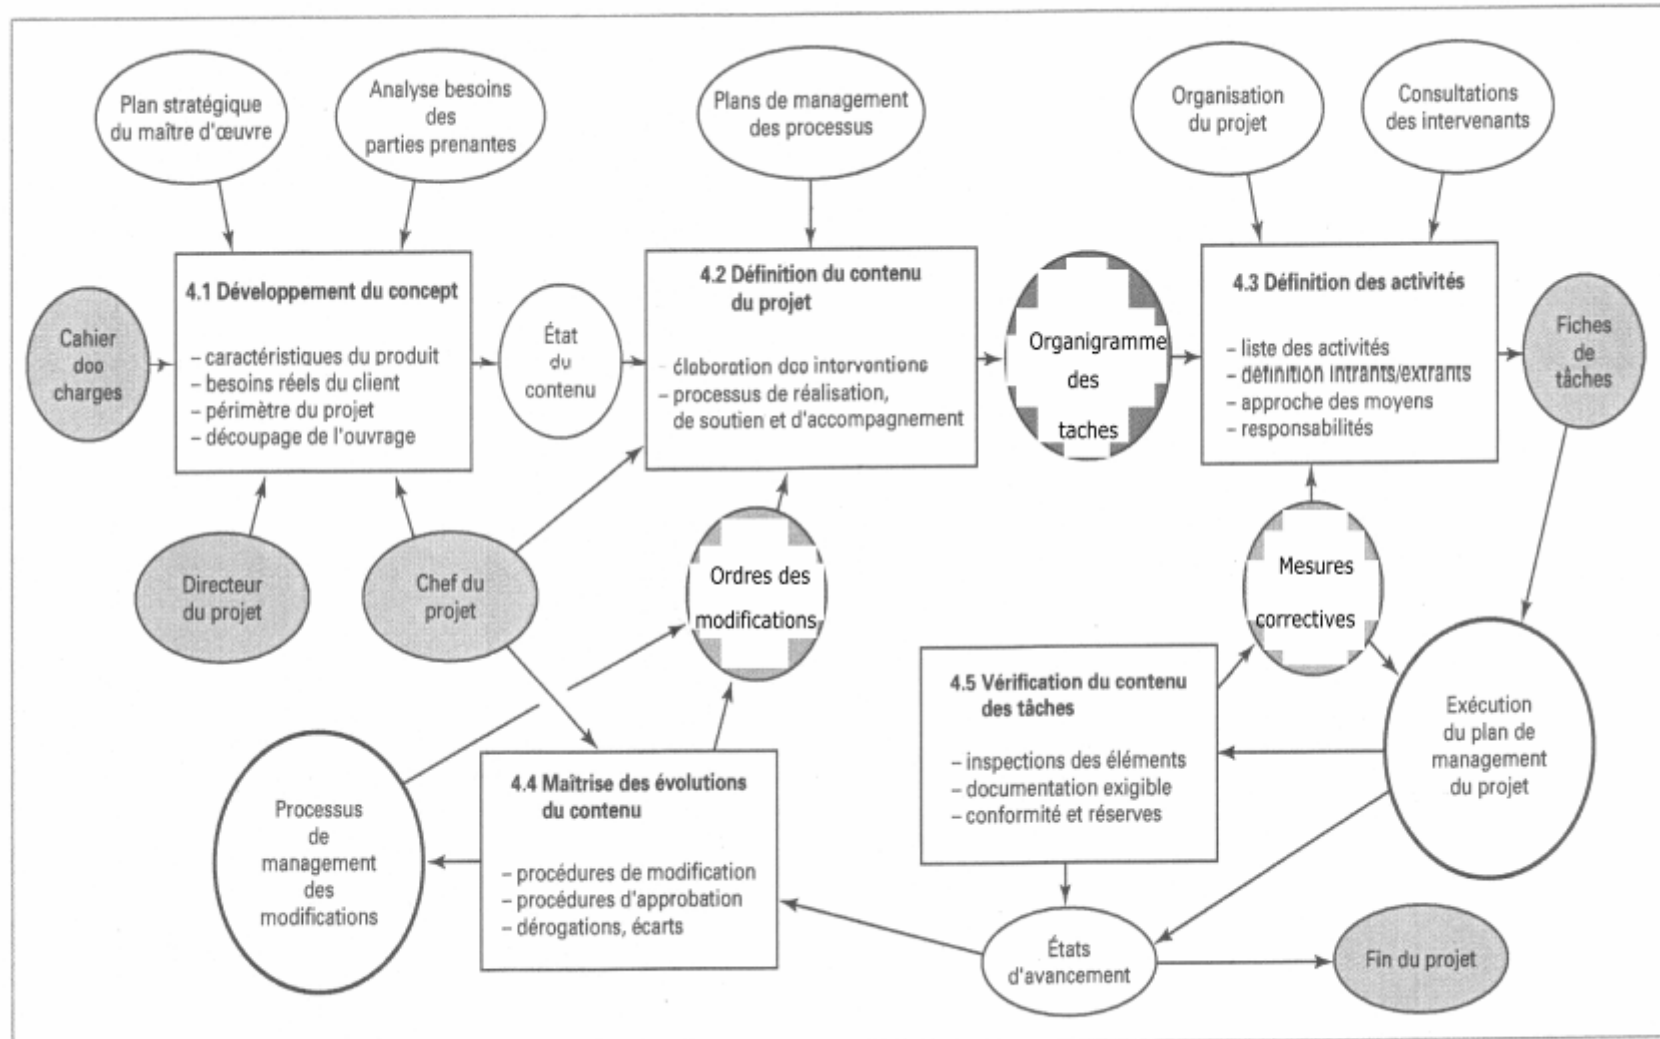 Plan stratégique
du maître d'œuvre
Analyse besoins
des
parties prenantes
Plans de management
des processus
Organisation
du projet
Consultations
des intervenants
Cahier
doo
charges
4.1 Développement du concept
– caractéristiques du produit
– besoins réels du client
– périmètre du projet
– découpage de l'ouvrage
État
du
contenu
4.2 Définition du contenu
du projet
– élaboration doo interventions
– processus de réalisation,
de soutien et d'accompagnement
Organigramme
des
taches
4.3 Définition des activités
– liste des activités
– définition intrants/extrants
– approche des moyens
– responsabilités
Fiches
de
tâches
Directeur
du projet
Chef du
projet
Ordres des
modifications
Mesures
correctives
Processus
de
management
des
modifications
4.4 Maîtrise des évolutions
du contenu
– procédures de modification
– procédures d'approbation
– dérogations, écarts
4.5 Vérification du contenu
des tâches
– inspections des éléments
– documentation exigible
– conformité et réserves
Exécution
du plan de
management
du projet
États
d'avancement
Fin du projet